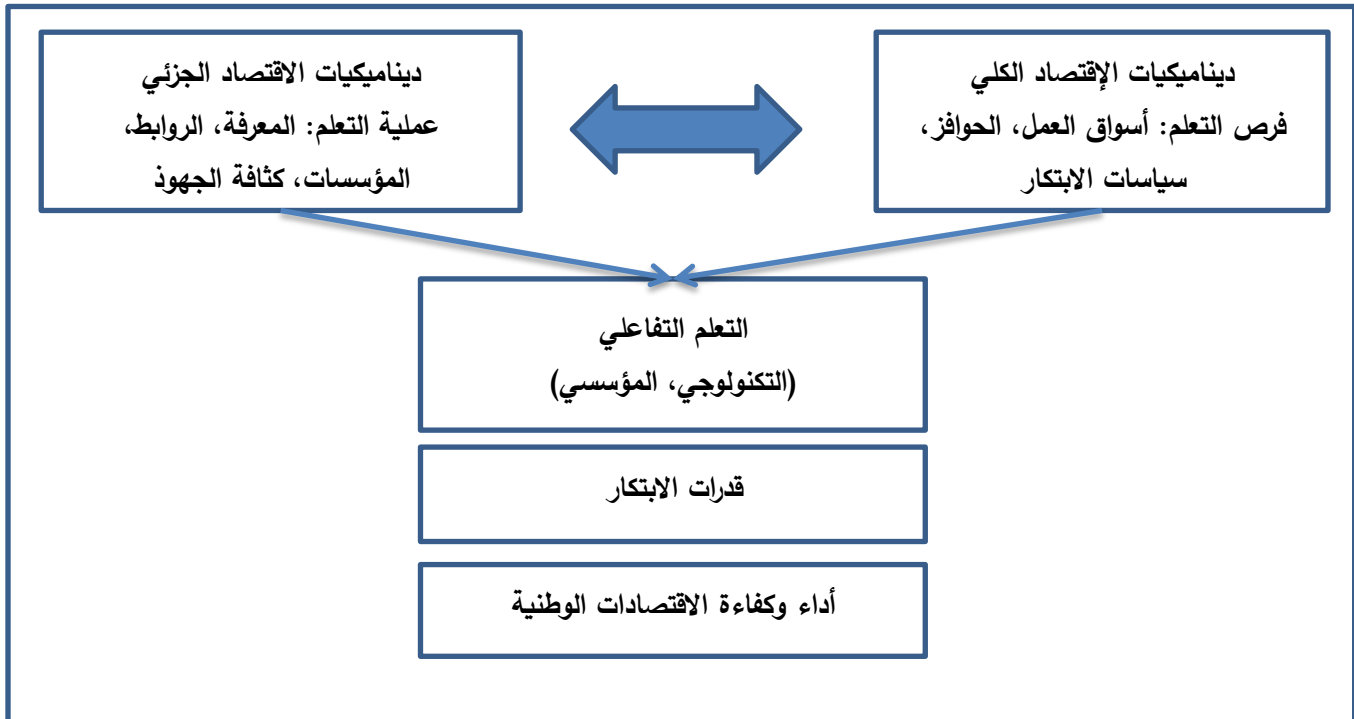 ديناميكيات الإقتصاد الكلي
فرص التعلم: أسواق العمل، الحوافز،
سياسات الابتكار
ديناميكيات الاقتصاد الجزئي
عملية التعلم: المعرفة، الروابط،
المؤسسات، كثافة الجهوذ
التعلم التفاعلي
(التكنولوجي، المؤسسي)
قدرات الابتكار
أداء وكفاءة الاقتصادات الوطنية